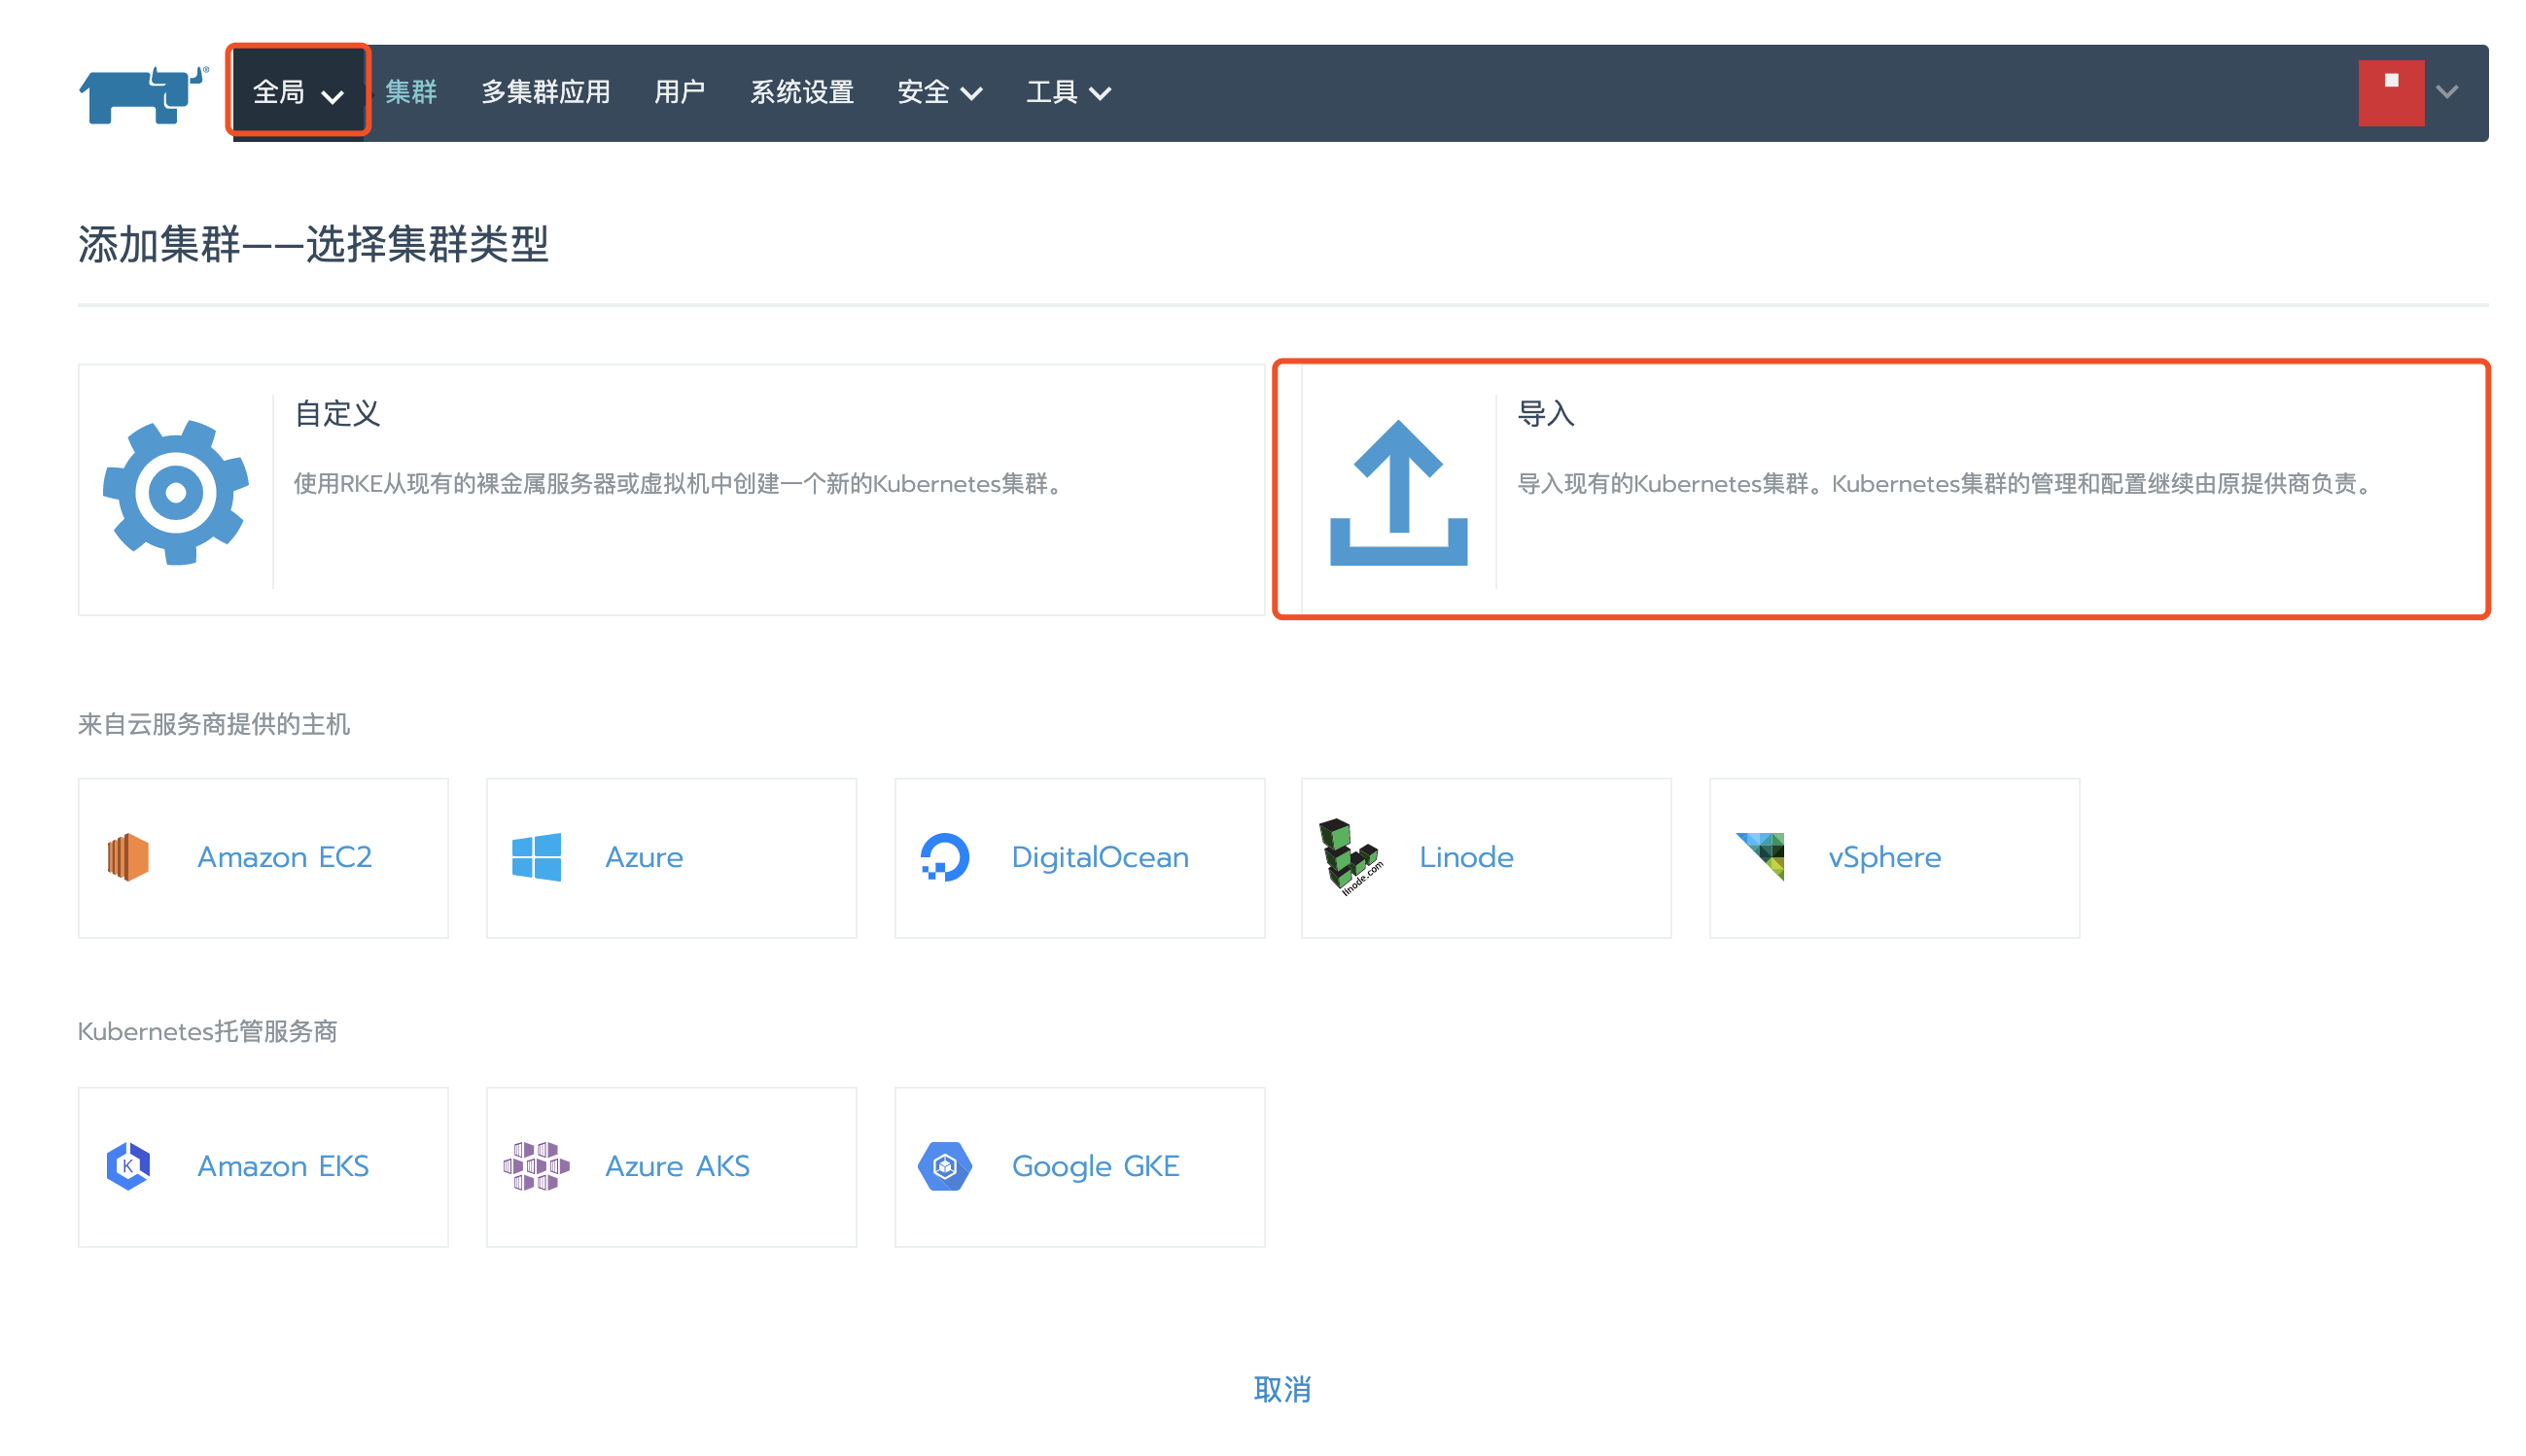 全局 集群 多集群应用 用户 系统设置 安全 工具
添加集群——选择集群类型
自定义
使用RKE从现有的裸金属服务器或虚拟机中创建一个新的Kubernetes集群。
导入
导入现有的Kubernetes集群。Kubernetes集群的管理和配置继续由原提供商负责。
来自云服务商提供的主机
Amazon EC2
Azure
DigitalOcean
linode.com
Linode
vSphere
Kubernetes托管服务商
K
Amazon EKS
Azure AKS
Google GKE
取消